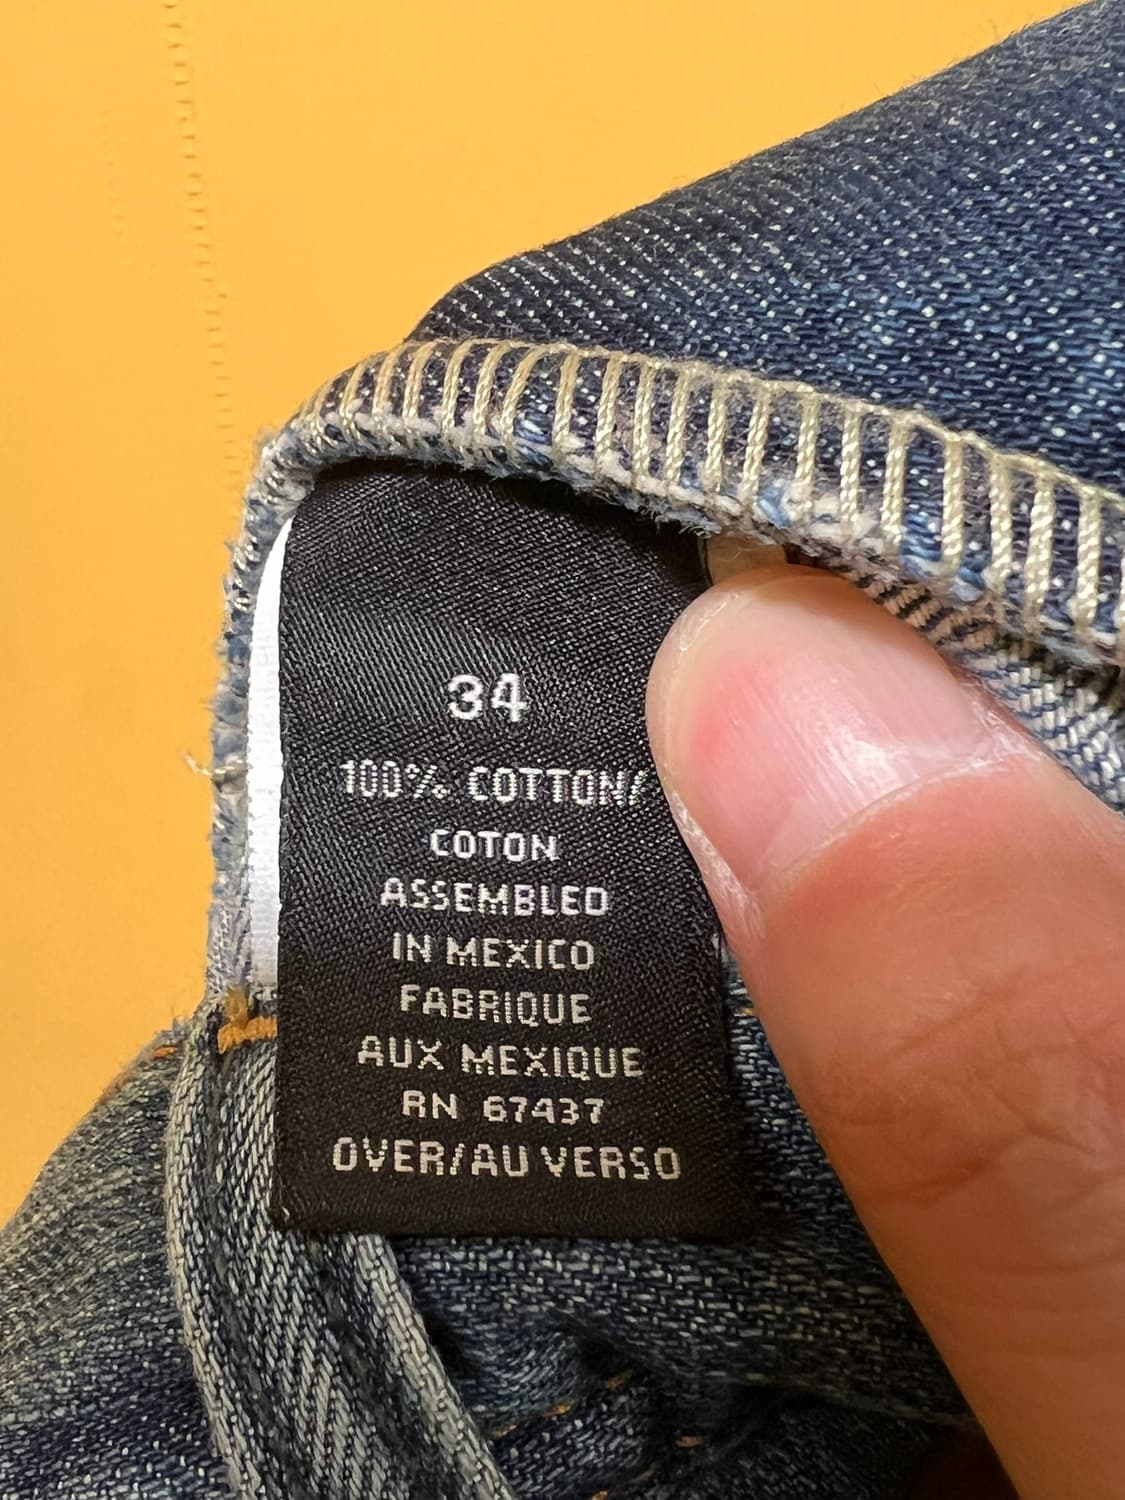 34
100% COTTON/
COTON
ASSEMBLED
IN MEXICO
FABRIQUE
AUX MEXIQUE
RN 67437
OVER/AU VERSO